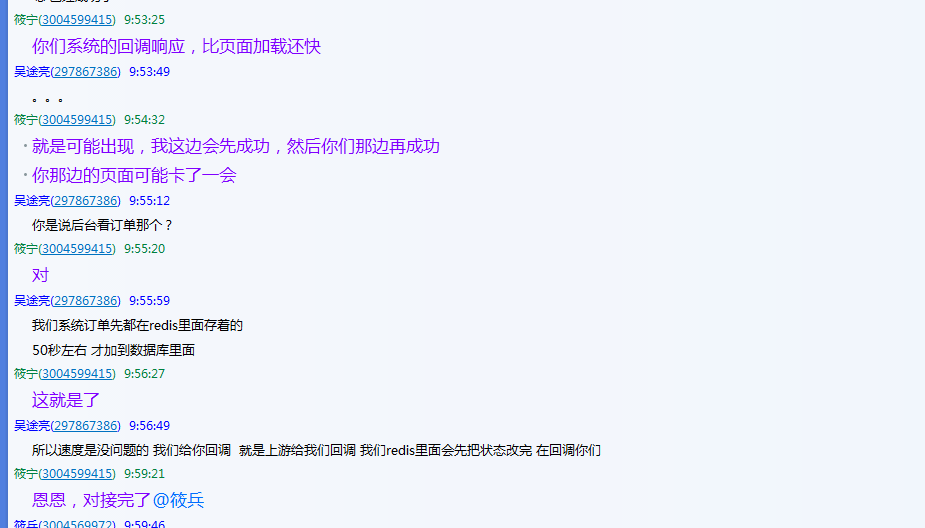 筱宁(3004599415) 9:53:25
你们系统的回调响应，比页面加载还快
吴途亮(297867386) 9:53:49
。。。
筱宁(3004599415) 9:54:32
就是可能出现，我这边会先成功，然后你们那边再成功
你那边的页面可能卡了一会
吴途亮(297867386) 9:55:12
你是说后台看订单那个？
筱宁(3004599415) 9:55:20
对
吴途亮(297867386) 9:55:59
我们系统订单先都在redis里面存着的
50秒左右 才加到数据库里面
筱宁(3004599415) 9:56:27
这就是了
吴途亮(297867386) 9:56:49
所以速度是没问题的 我们给你回调  就是上游给我们回调 我们redis里面会先把状态改完 在回调你们
筱宁(3004599415) 9:59:21
恩恩，对接完了@筱兵
筱兵(3004569972) 9:59:46